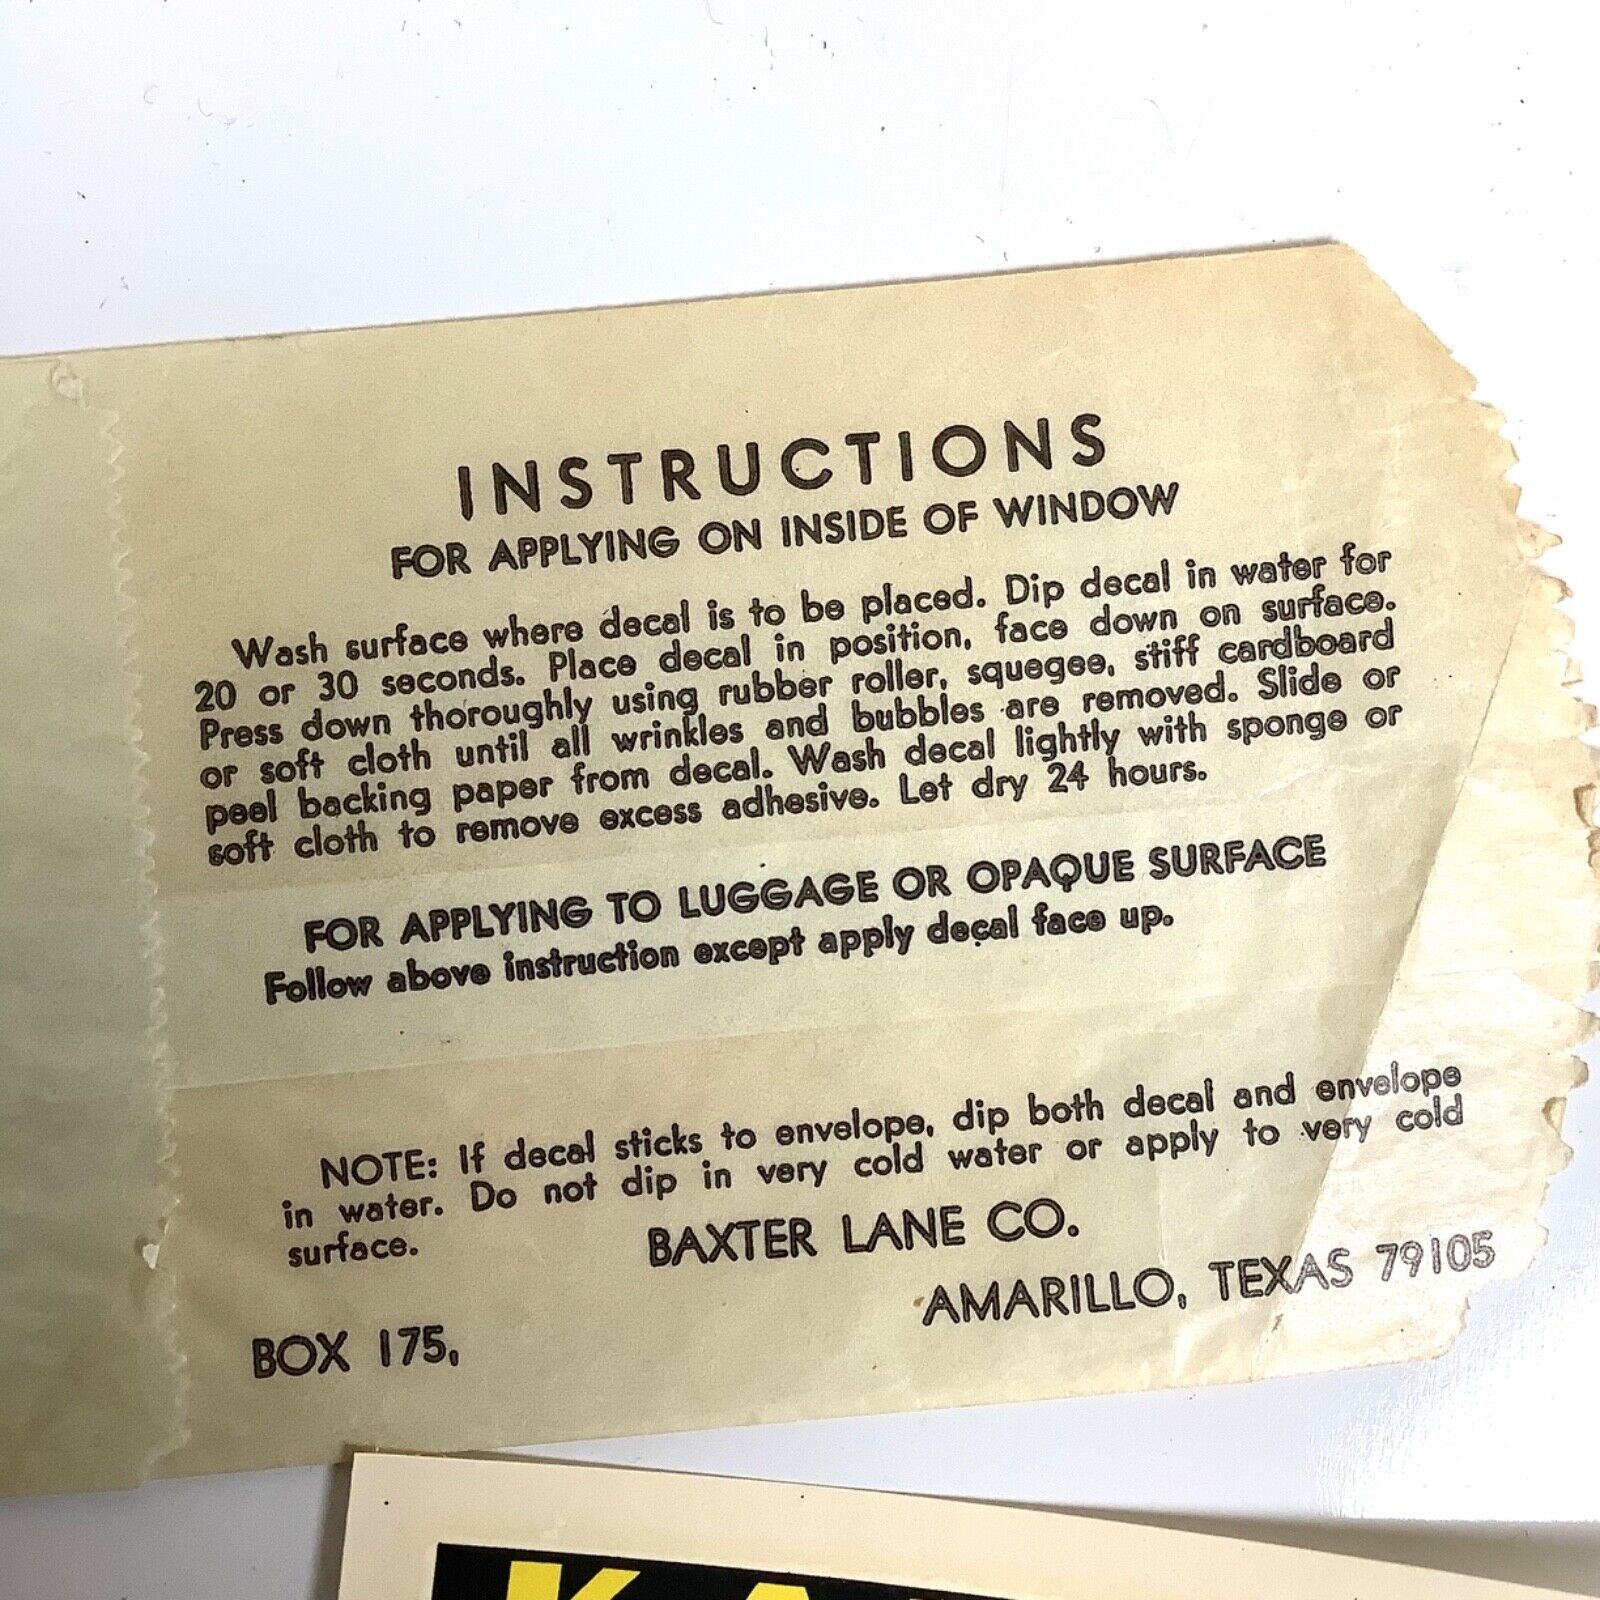 INSTRUCTIONS
FOR APPLYING ON INSIDE OF WINDOW
Wash surface where decal is to be placed. Dip decal in water for
20 or 30 seconds. Place decal in position, face down on surface.
Press down thoroughly using rubber roller, squegee, stiff cardboard
or soft cloth until all wrinkles and bubbles are removed. Slide or
peel backing paper from decal. Wash decal lightly with sponge or
soft cloth to remove excess adhesive. Let dry 24 hours.
FOR APPLYING TO LUGGAGE OR OPAQUE SURFACE
Follow above instruction except apply decal face up.
NOTE: If decal sticks to envelope, dip both decal and envelope
in water. Do not dip in very cold water or apply to very cold
surface.
BAXTER LANE CO.
BOX 175, AMARILLO, TEXAS 79105